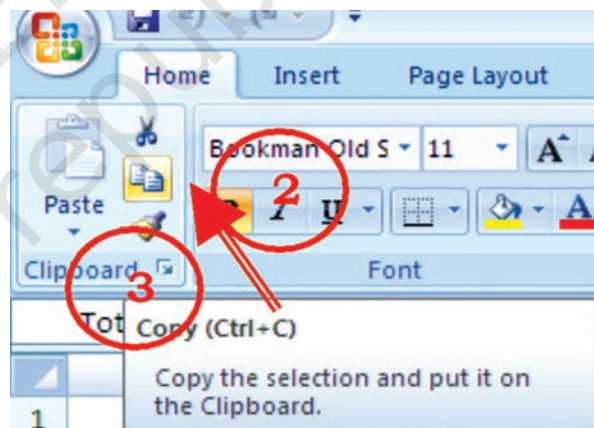 Home Insert Page Layout
Bookman Old S 11 A A
Paste
2
I U A
Clipboard Font
3
Tot
Copy (Ctrl+C)
Copy the selection and put it on
the Clipboard.
1